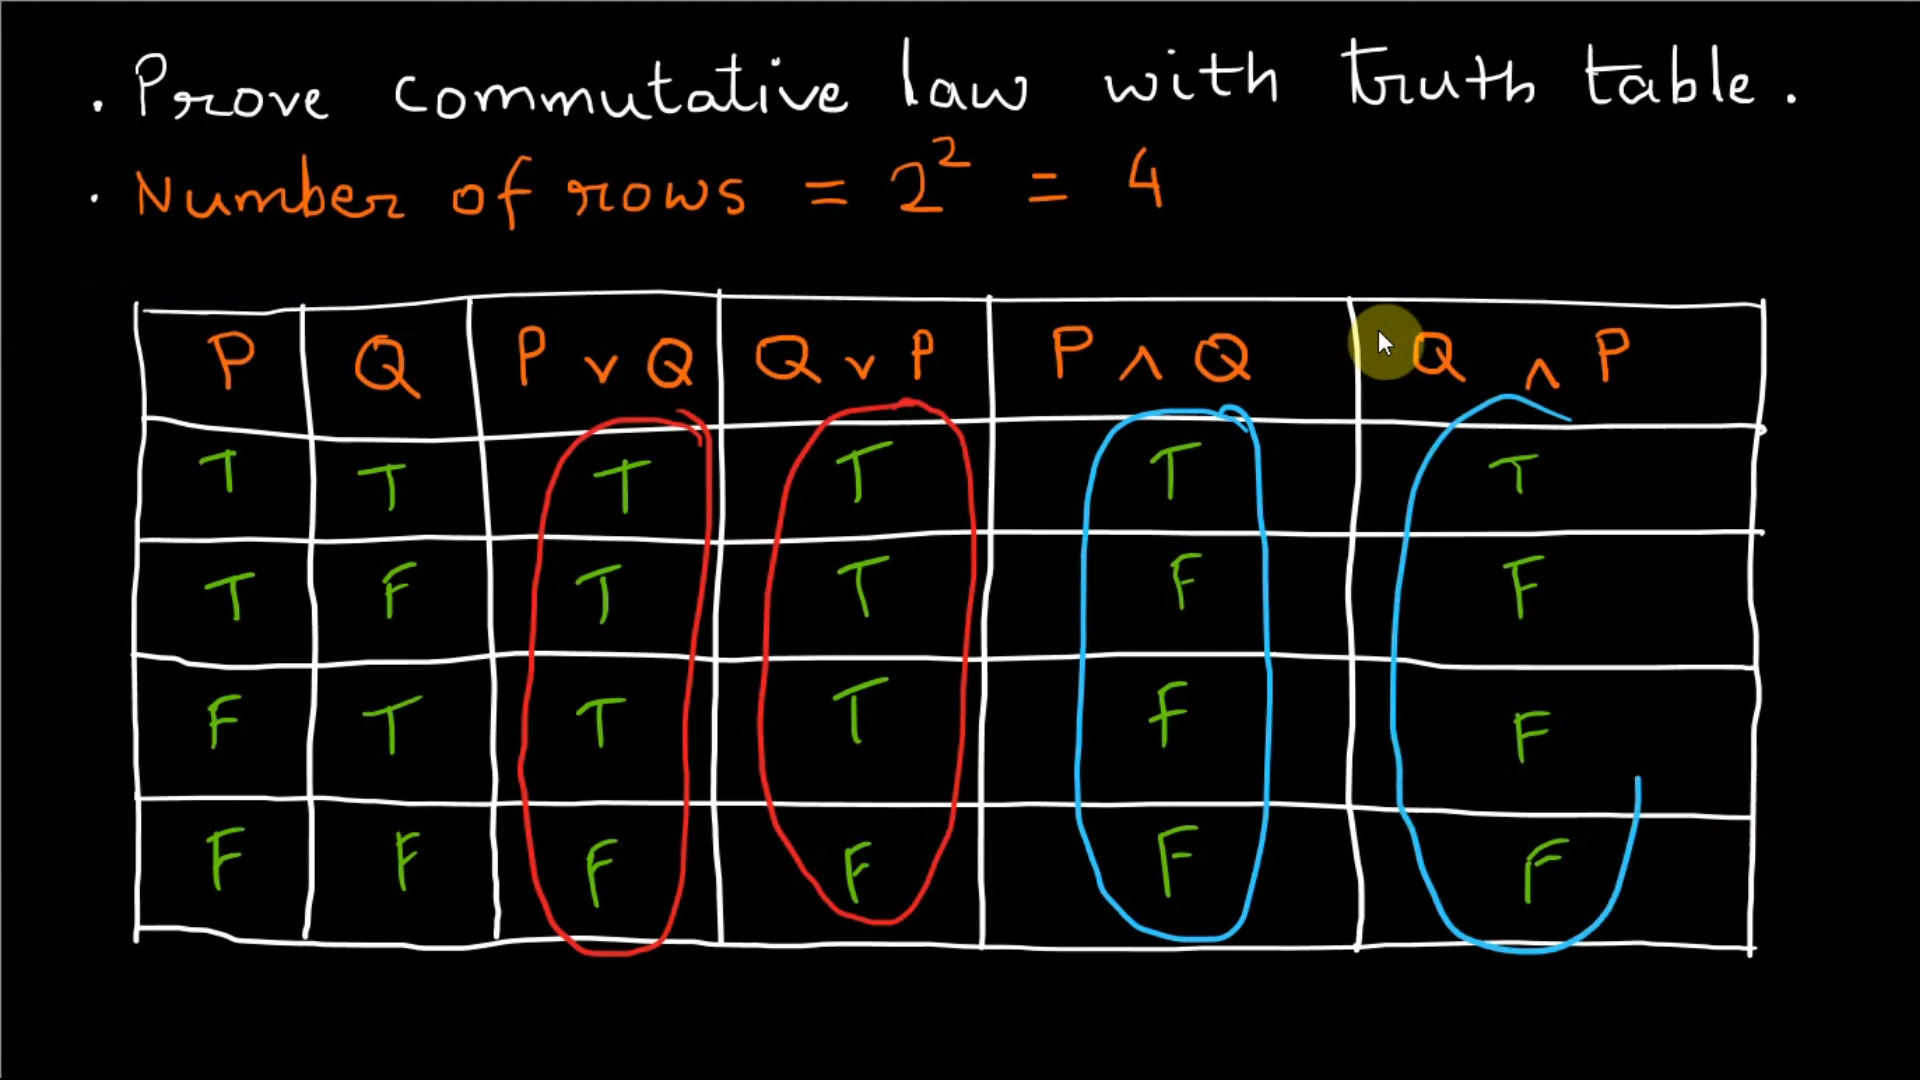 . Prove commutative law with truth table.
. Number of rows = 2² = 4
P Q P ∨ Q Q ∨ P P ∧ Q Q ∧ P
T T T T T T
T F T T F F
F T T T F F
F F F F F F